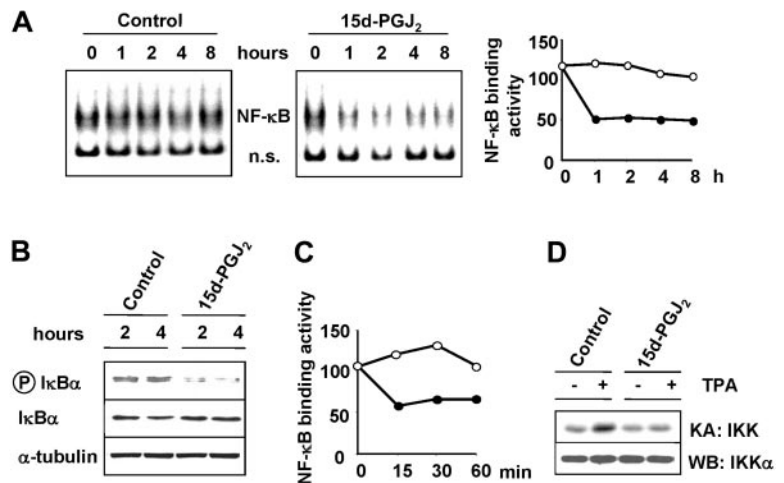 A
Control
15d-PGJ₂
0 1 2 4 8 hours 0 1 2 4 8
NF-κB
n.s.
NF-κB binding activity
150
100
50
0
0 1 2 4 8 h
B
Control 15d-PGJ₂
hours 2 4 2 4
Ⓟ IκBα
IκBα
α-tubulin
C
NF-κB binding activity
150
100
50
0
0 15 30 60 min
D
Control 15d-PGJ₂
- + - + TPA
KA: IKK
WB: IKKα